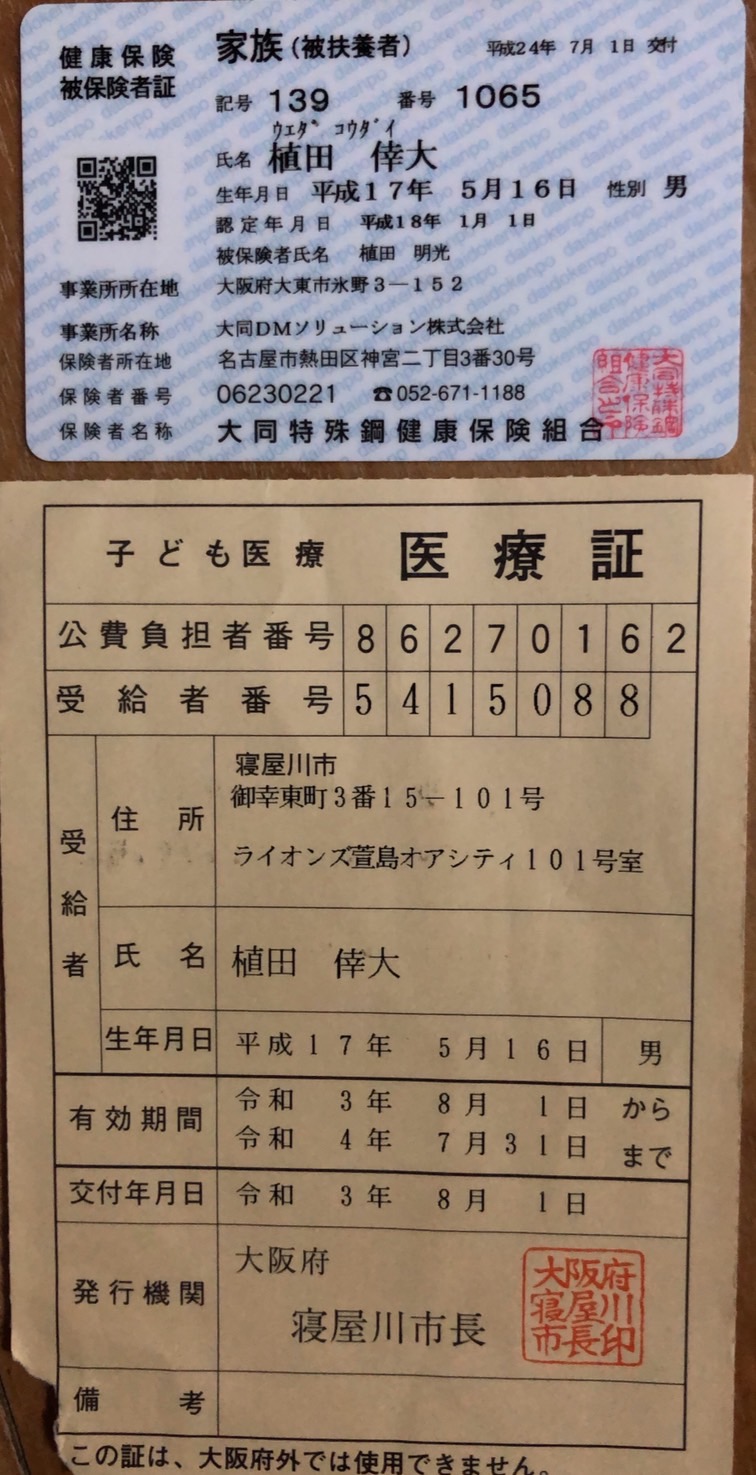 健康保険
被保険者証
家族(被扶養者)
平成24年 7月 1日 交付
記号 139 番号 1065
ウエダ コウダイ
氏名 植田 倖大
生年月日 平成17年 5月16日 性別 男
認定年月日 平成18年 1月 1日
被保険者氏名 植田 明光
事業所所在地 大阪府大東市氷野3-152
事業所名称 大同DMソリューション株式会社
保険者所在地 名古屋市熱田区神宮二丁目3番30号
保険者番号 06230221 ☎052-671-1188
保険者名称 大同特殊鋼健康保険組合
大同特殊鋼
健康保険
組合之印
子ども医療 医療証
公費負担者番号 86270162
受給者番号 5415088
受給者
住所
寝屋川市
御幸東町3番15-101号
ライオンズ萱島オアシティ101号室
氏名 植田 倖大
生年月日 平成17年 5月16日 男
有効期間
令和 3年 8月 1日 から
令和 4年 7月31日 まで
交付年月日 令和 3年 8月 1日
発行機関
大阪府
寝屋川市長
大阪府
寝屋川
市長印
備考
この証は、大阪府外では使用できません。